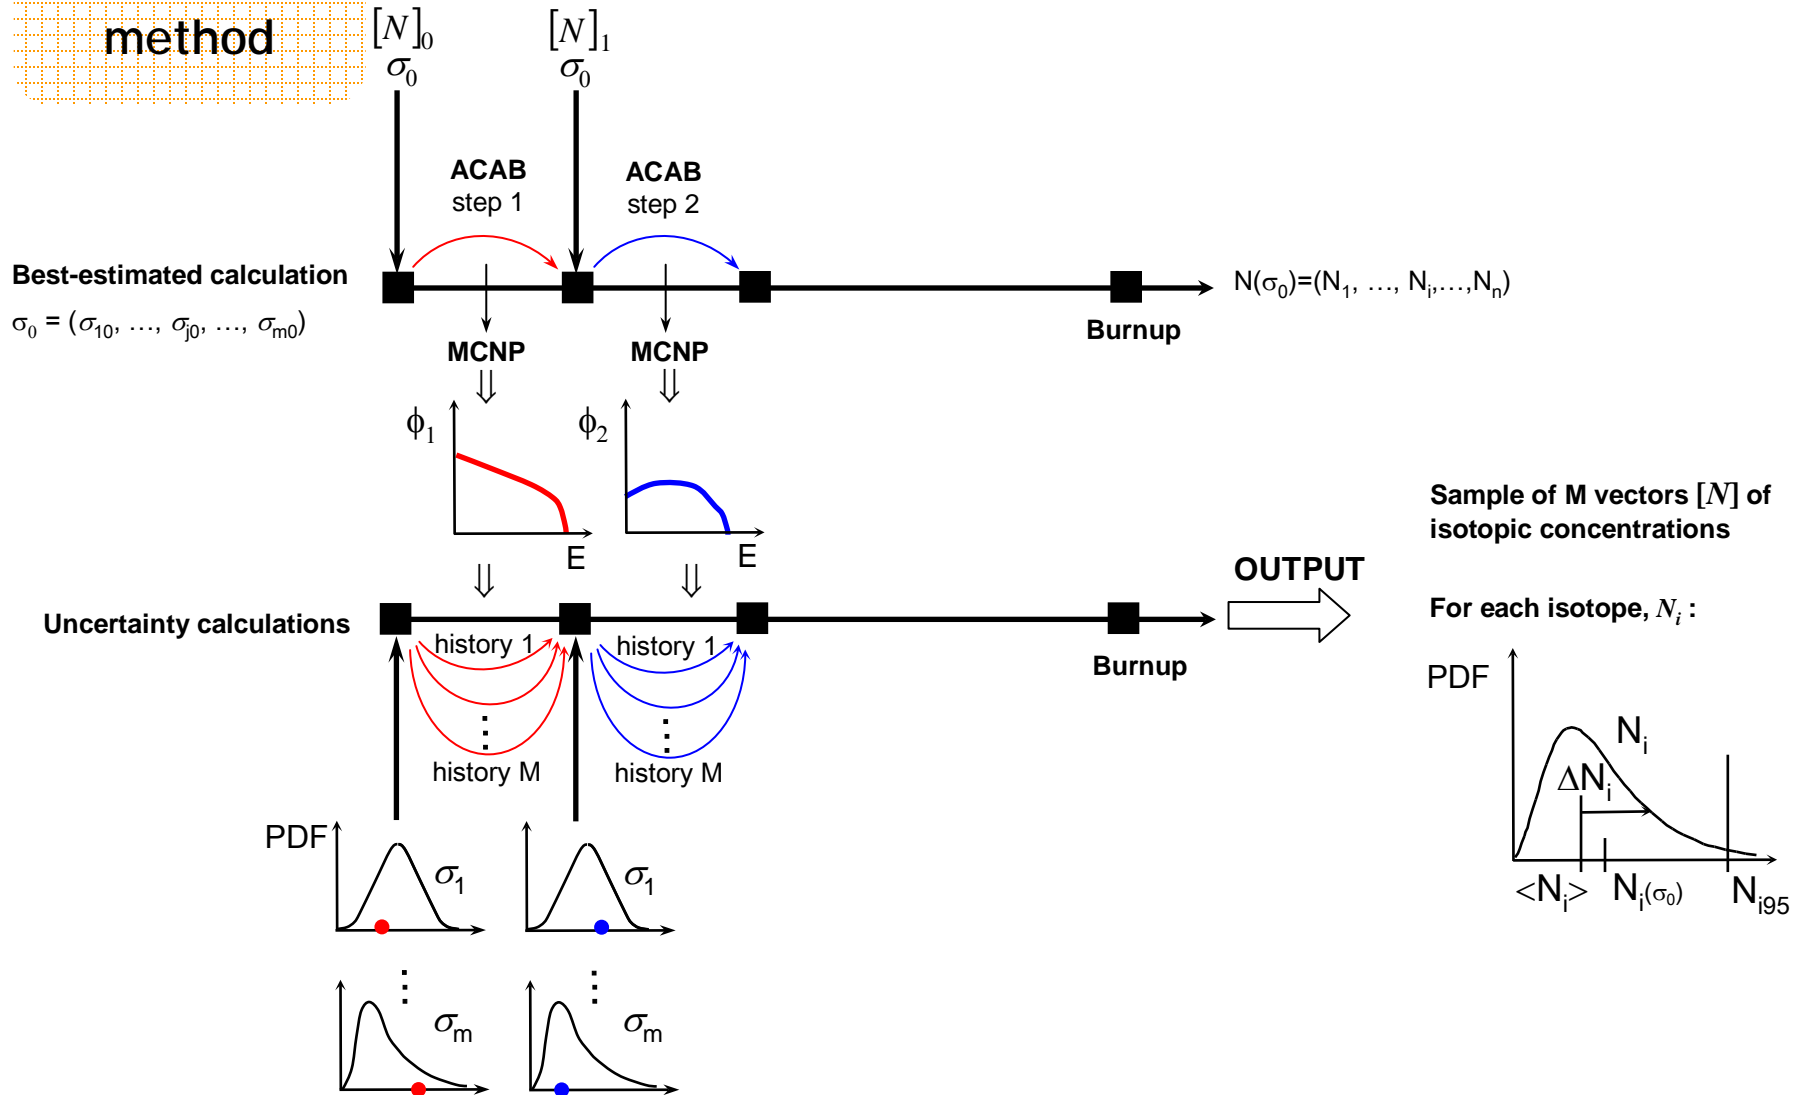 method
[N]₀
σ₀
[N]₁
σ₀
ACAB
step 1
ACAB
step 2
Best-estimated calculation
σ₀ = (σ₁₀, …, σⱼ₀, …, σₘ₀)
N(σ₀)=(N₁, …, Nᵢ,…,Nₙ)
Burnup
MCNP
MCNP
⇓
⇓
ϕ₁
E
ϕ₂
E
⇓
⇓
Uncertainty calculations
history 1
⋮
history M
history 1
⋮
history M
Burnup
OUTPUT
PDF
σ₁
σ₁
⋮
⋮
σₘ
σₘ
Sample of M vectors [N] of
isotopic concentrations
For each isotope, Nᵢ :
PDF
Nᵢ
ΔNᵢ
<Nᵢ>
Nᵢ(σ₀)
Nᵢ₉₅